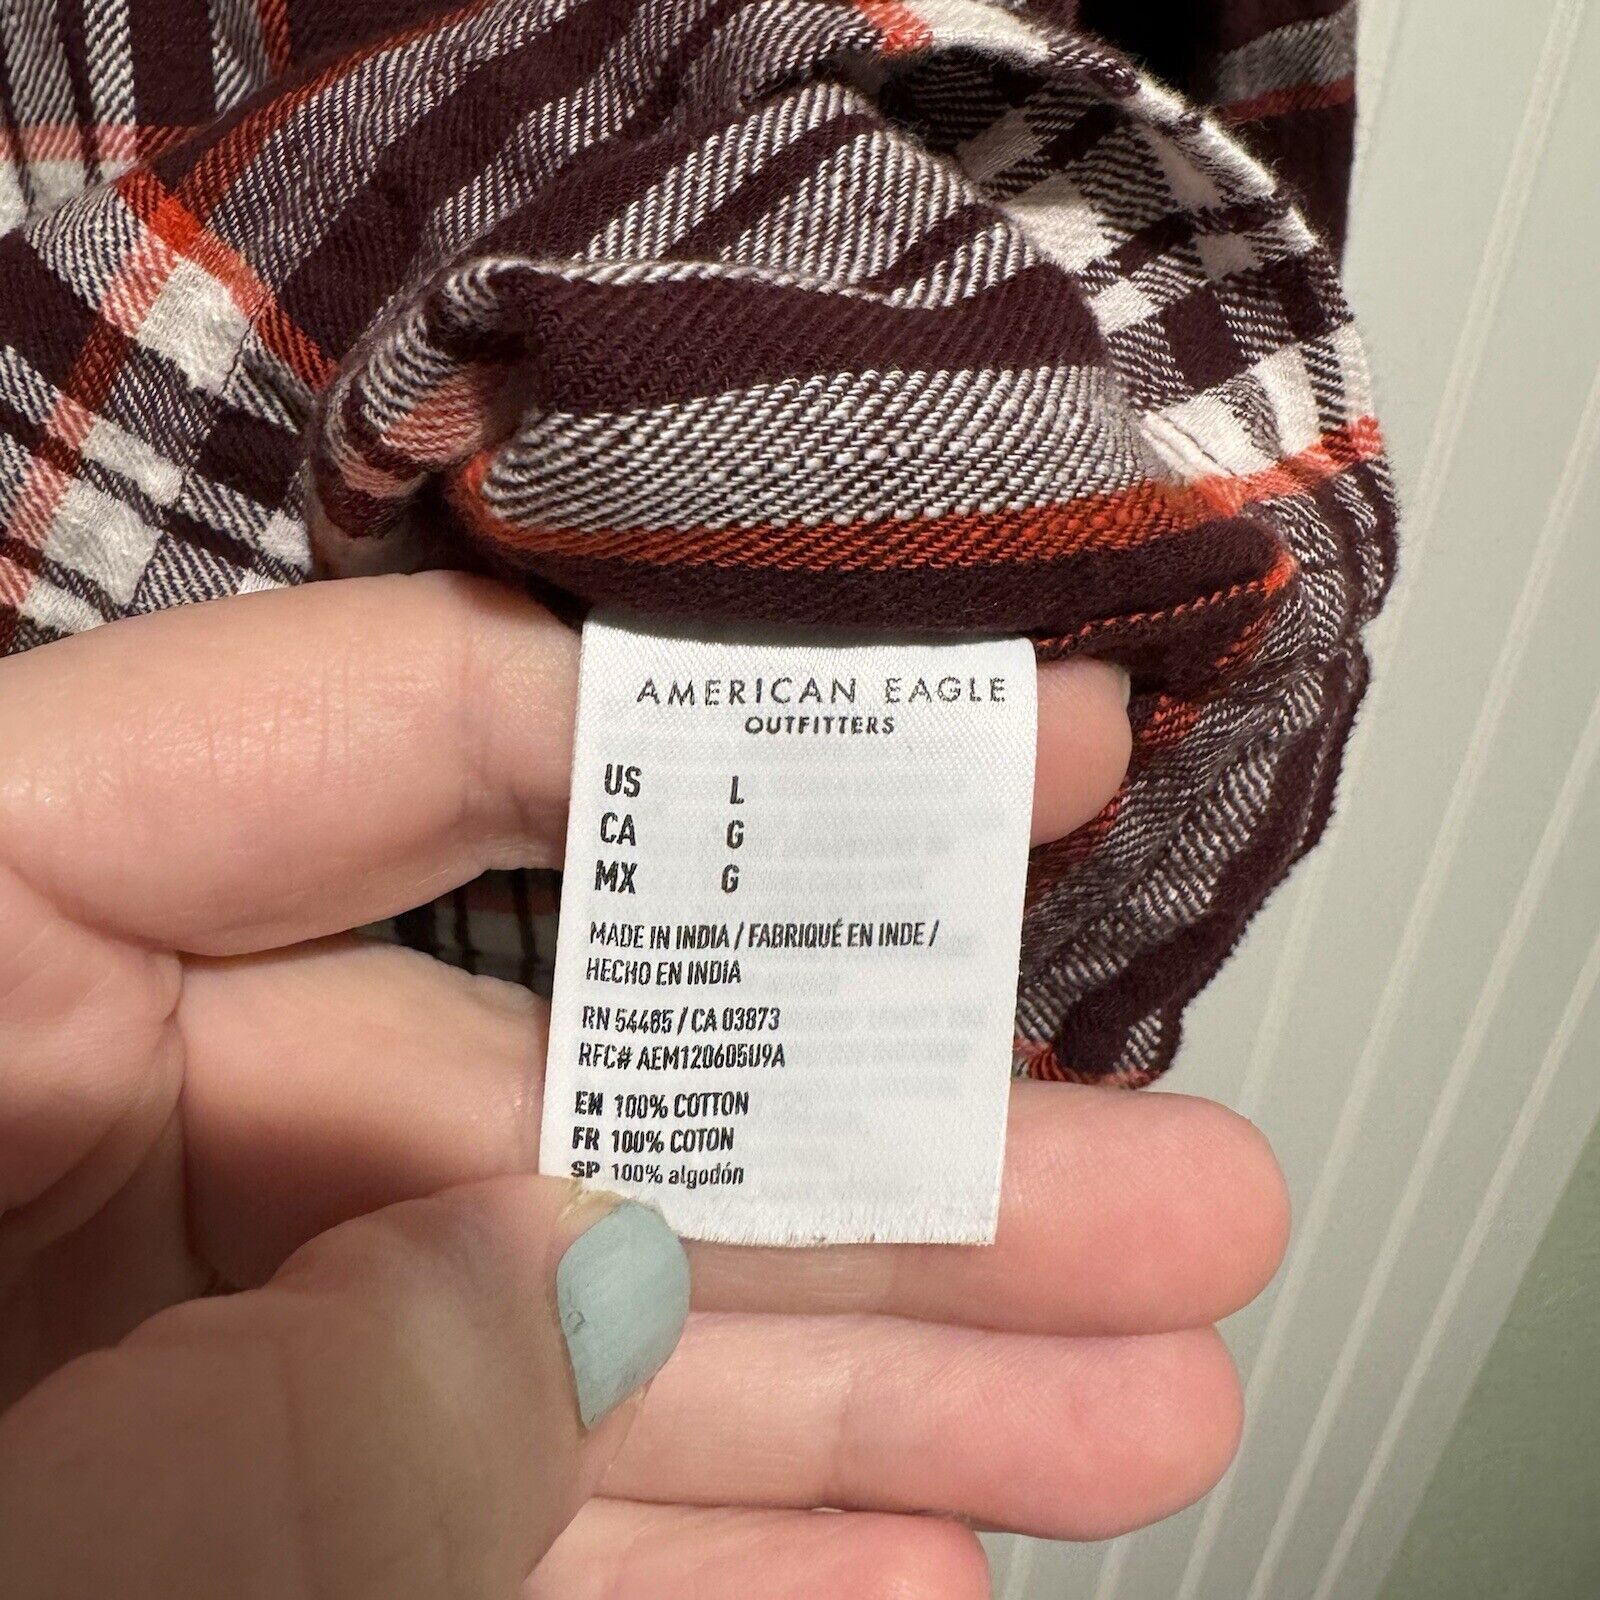 AMERICAN EAGLE
OUTFITTERS
US L
CA G
MX G
MADE IN INDIA / FABRIQUÉ EN INDE /
HECHO EN INDIA
RN 54485 / CA 03873
RFC# AEM120605U9A
EN 100% COTTON
FR 100% COTON
SP 100% algodón